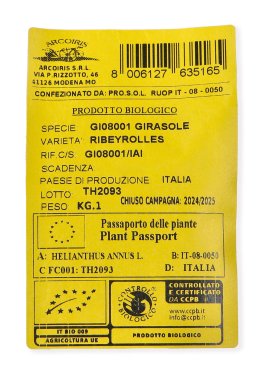 ARCOIRIS
ARCOIRIS S.R.L.
VIA P.RIZZOTTO, 46
41126 MODENA MO
8 006127 635165
CONFEZIONATO DA: PRO.S.O.L. RUOP IT - 08 - 0050
PRODOTTO BIOLOGICO
SPECIE GI08001 GIRASOLE
VARIETA' RIBEYROLLES
RIF C/S: GI08001/IAI
SCADENZA
PAESE DI PRODUZIONE ITALIA
LOTTO: TH2093
PESO KG.1 CHIUSO CAMPAGNA: 2024/2025
Passaporto delle piante
Plant Passport
A: HELIANTHUS ANNUS L. B: IT-08-0050
C FC001: TH2093 D: ITALIA
CONTROLLO BIOLOGICO
CONTROLLATO
E CERTIFICATO
DA CCPB
www.ccpb.it
info@ccpb.it
IT BIO 009
AGRICOLTURA UE
PRODOTTO BIOLOGICO